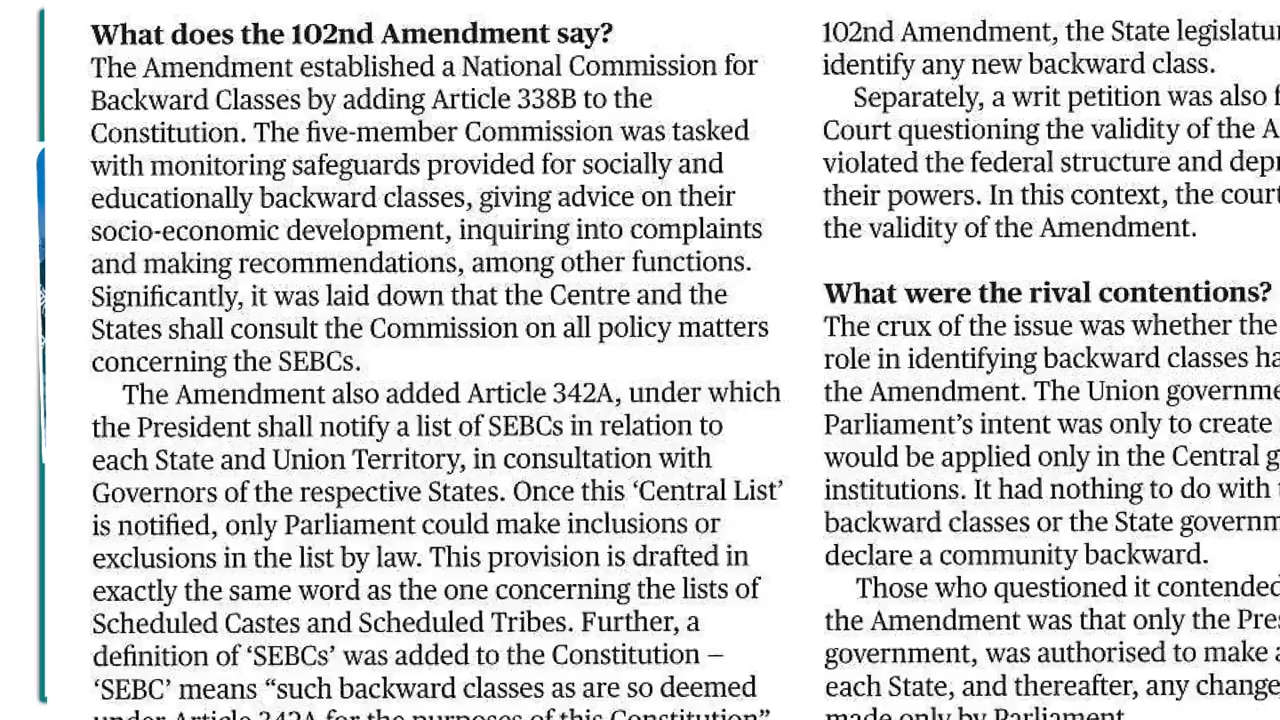 What does the 102nd Amendment say?
The Amendment established a National Commission for
Backward Classes by adding Article 338B to the
Constitution. The five-member Commission was tasked
with monitoring safeguards provided for socially and
educationally backward classes, giving advice on their
socio-economic development, inquiring into complaints
and making recommendations, among other functions.
Significantly, it was laid down that the Centre and the
States shall consult the Commission on all policy matters
concerning the SEBCs.
The Amendment also added Article 342A, under which
the President shall notify a list of SEBCs in relation to
each State and Union Territory, in consultation with
Governors of the respective States. Once this ‘Central List’
is notified, only Parliament could make inclusions or
exclusions in the list by law. This provision is drafted in
exactly the same word as the one concerning the lists of
Scheduled Castes and Scheduled Tribes. Further, a
definition of ‘SEBCs’ was added to the Constitution –
‘SEBC’ means “such backward classes as are so deemed
under Article 342A for the purposes of this Constitution”
102nd Amendment, the State
identify any new backward class.
Separately, a writ petition was also
Court questioning the validity of the
violated the federal structure and
their powers. In this context, the
the validity of the Amendment.
What were the rival contentions?
The crux of the issue was whether the
role in identifying backward classes
the Amendment. The Union
Parliament’s intent was only to create
would be applied only in the Central
institutions. It had nothing to do with
backward classes or the State
declare a community backward.
Those who questioned it contended
the Amendment was that only the
government, was authorised to make
each State, and thereafter, any
made only by Parliament.